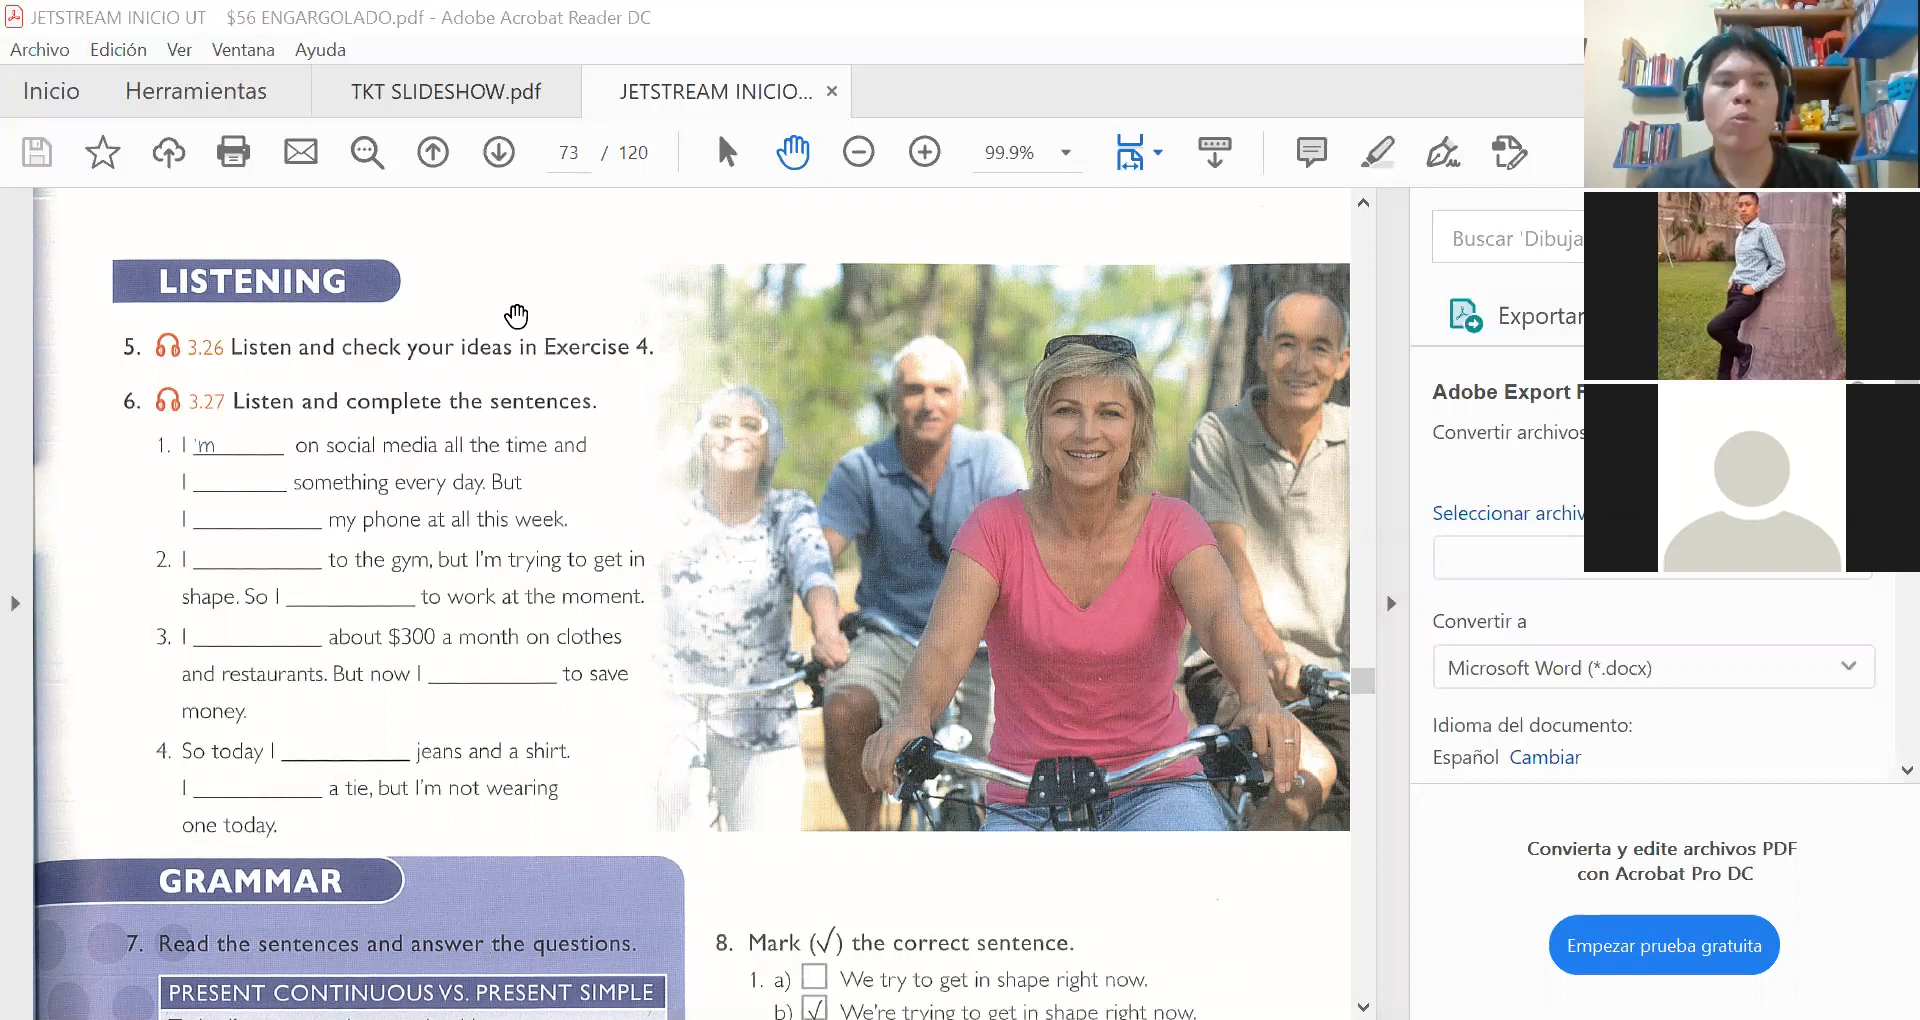 JETSTREAM INICIO UT $56 ENGARGOLADO.pdf - Adobe Acrobat Reader DC
Archivo Edición Ver Ventana Ayuda
Inicio Herramientas TKT SLIDESHOW.pdf JETSTREAM INICIO... ×
73 / 120 99.9%
LISTENING
5. 3.26 Listen and check your ideas in Exercise 4.
6. 3.27 Listen and complete the sentences.
1. I 'm________ on social media all the time and
I ________ something every day. But
I ________ my phone at all this week.
2. I ________ to the gym, but I'm trying to get in
shape. So I ________ to work at the moment.
3. I ________ about $300 a month on clothes
and restaurants. But now I ________ to save
money.
4. So today I ________ jeans and a shirt.
I ________ a tie, but I'm not wearing
one today.
GRAMMAR
7. Read the sentences and answer the questions.
PRESENT CONTINUOUS VS. PRESENT SIMPLE
8. Mark (√) the correct sentence.
1. a) We try to get in shape right now.
b) √ We're trying to get in shape right now.
Buscar 'Dibuja
Exportar
Adobe Export
Convertir archivos
Seleccionar archiv
Convertir a
Microsoft Word (*.docx)
Idioma del documento:
Español Cambiar
Convierta y edite archivos PDF
con Acrobat Pro DC
Empezar prueba gratuita